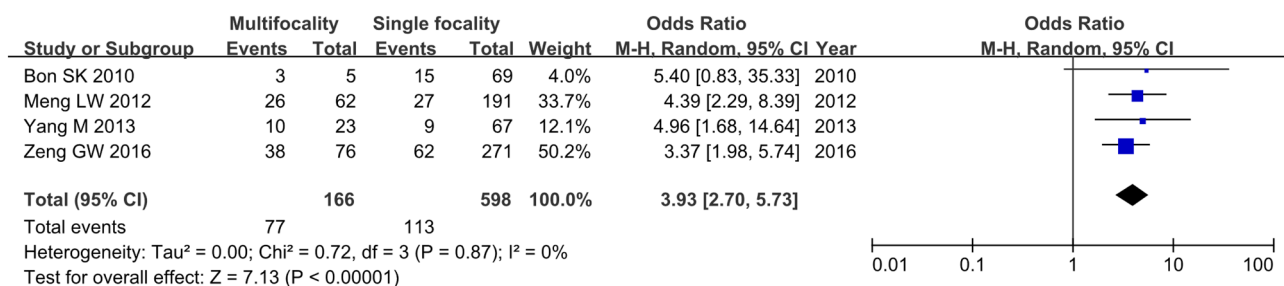 Multifocality Single focality Odds Ratio Odds Ratio
Study or Subgroup Events Total Events Total Weight M-H, Random, 95% CI Year M-H, Random, 95% CI
Bon SK 2010 3 5 15 69 4.0% 5.40 [0.83, 35.33] 2010
Meng LW 2012 26 62 27 191 33.7% 4.39 [2.29, 8.39] 2012
Yang M 2013 10 23 9 67 12.1% 4.96 [1.68, 14.64] 2013
Zeng GW 2016 38 76 62 271 50.2% 3.37 [1.98, 5.74] 2016
Total (95% CI) 166 598 100.0% 3.93 [2.70, 5.73]
Total events 77 113
Heterogeneity: Tau² = 0.00; Chi² = 0.72, df = 3 (P = 0.87); I² = 0%
Test for overall effect: Z = 7.13 (P < 0.00001)
0.01 0.1 1 10 100